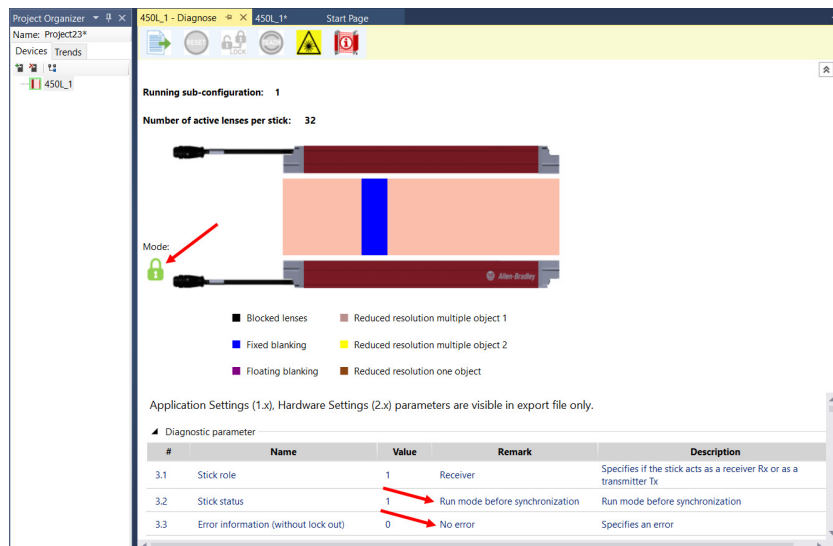 Project Organizer
450L_1 - Diagnose
450L_1*
Start Page
Name: Project23*
Devices
Trends
450L_1
RESET
LOCK
Running sub-configuration: 1
Number of active lenses per stick: 32
Mode:
Allen-Bradley
Blocked lenses
Reduced resolution multiple object 1
Fixed blanking
Reduced resolution multiple object 2
Floating blanking
Reduced resolution one object
Application Settings (1.x), Hardware Settings (2.x) parameters are visible in export file only.
Diagnostic parameter
# Name Value Remark Description
3.1 Stick role 1 Receiver Specifies if the stick acts as a receiver Rx or as a
transmitter Tx
3.2 Stick status 1 Run mode before synchronization Run mode before synchronization
3.3 Error information (without lock out) 0 No error Specifies an error